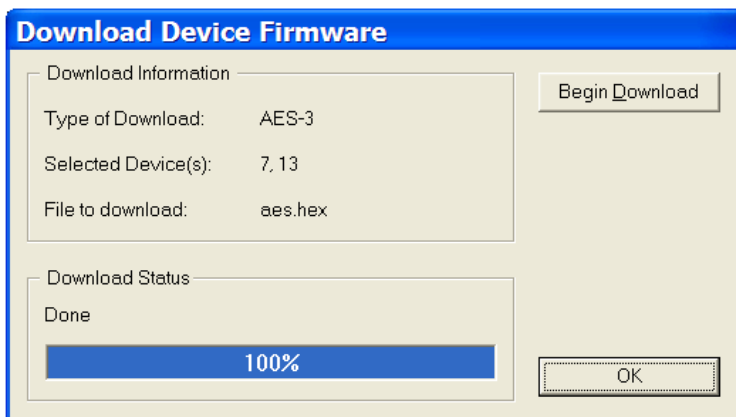 Download Device Firmware
Download Information
Begin Download
Type of Download: AES-3
Selected Device(s): 7, 13
File to download: aes.hex
Download Status
Done
100%
OK